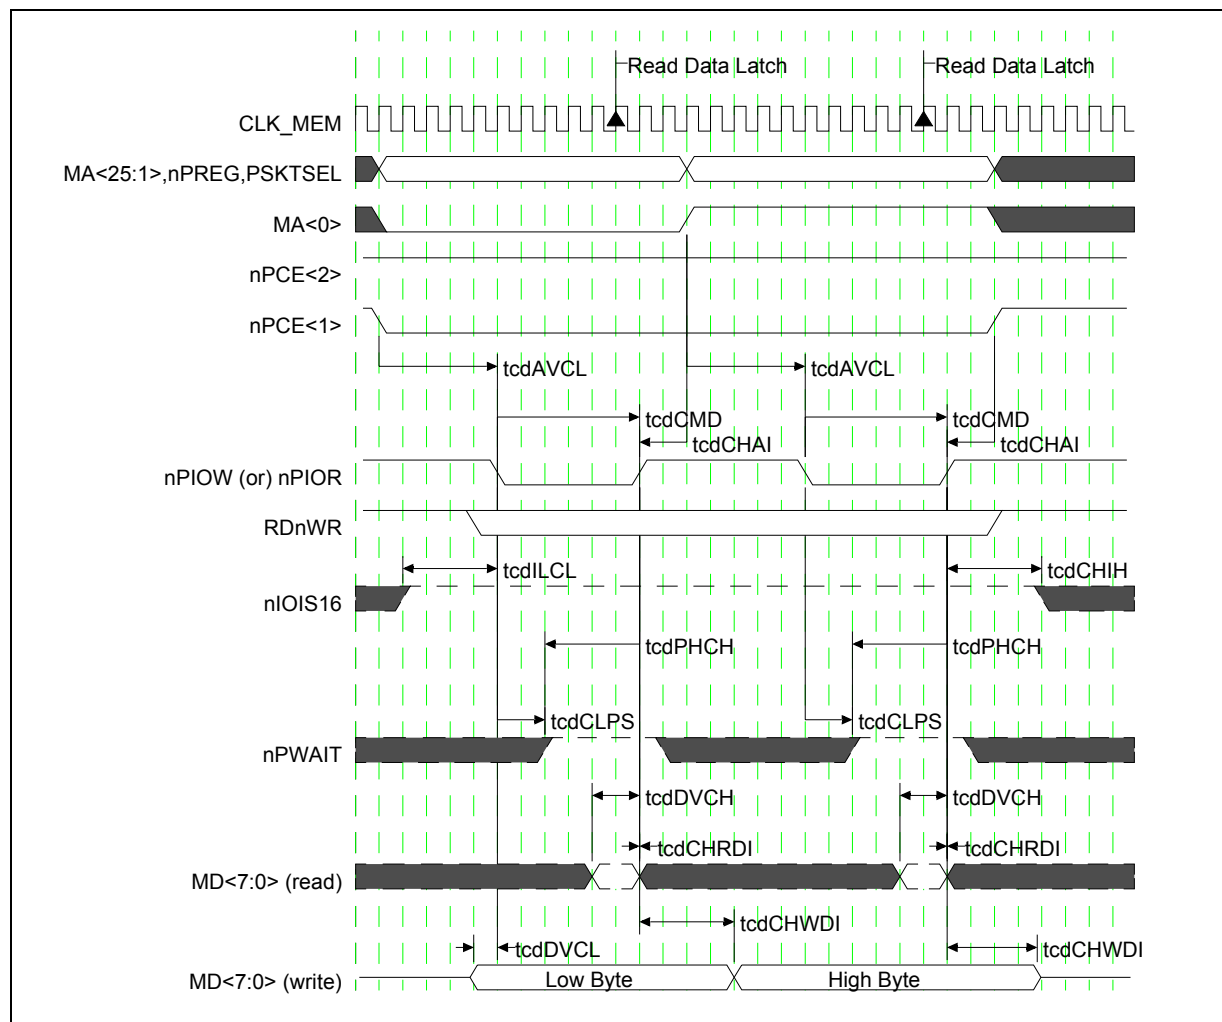 Read Data Latch
Read Data Latch
CLK_MEM
MA<25:1>,nPREG,PSKTSEL
MA<0>
nPCE<2>
nPCE<1>
tcdAVCL
tcdAVCL
tcdCMD
tcdCMD
tcdCHAI
tcdCHAI
nPIOW (or) nPIOR
RDnWR
tcdILCL
tcdCHIH
nIOIS16
tcdPHCH
tcdPHCH
tcdCLPS
tcdCLPS
nPWAIT
tcdDVCH
tcdDVCH
tcdCHRDI
tcdCHRDI
MD<7:0> (read)
tcdCHWDI
tcdDVCL
tcdCHWDI
MD<7:0> (write)
Low Byte
High Byte